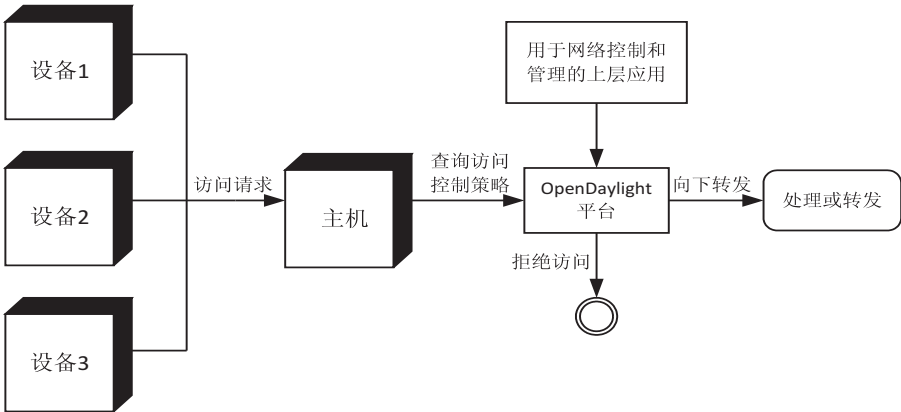 设备1
设备2
设备3
访问请求
主机
查询访问
控制策略
用于网络控制和
管理的上层应用
OpenDaylight
平台
拒绝访问
向下转发
处理或转发